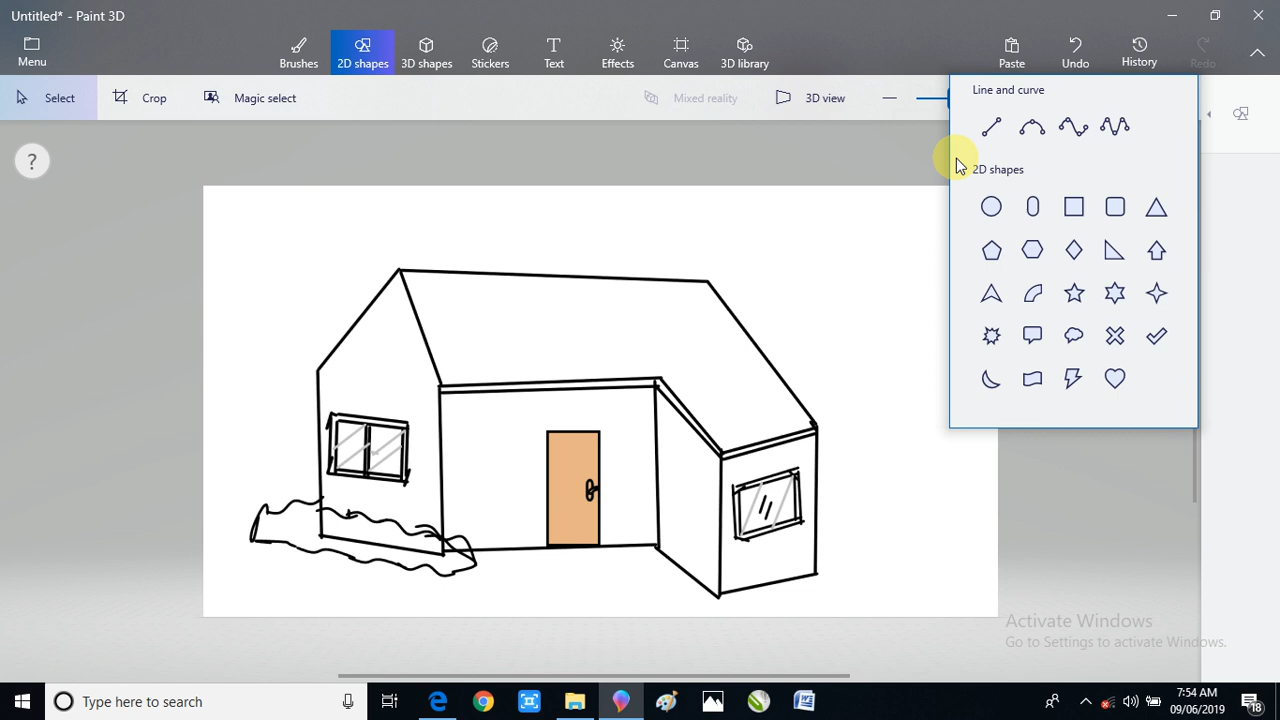 Untitled* - Paint 3D
Menu
Brushes
2D shapes
3D shapes
Stickers
Text
Effects
Canvas
3D library
Paste
Undo
History
Redo
Select
Crop
Magic select
Mixed reality
3D view
Line and curve
2D shapes
?
Activate Windows
Go to Settings to activate Windows.
Type here to search
7:54 AM
09/06/2019
18